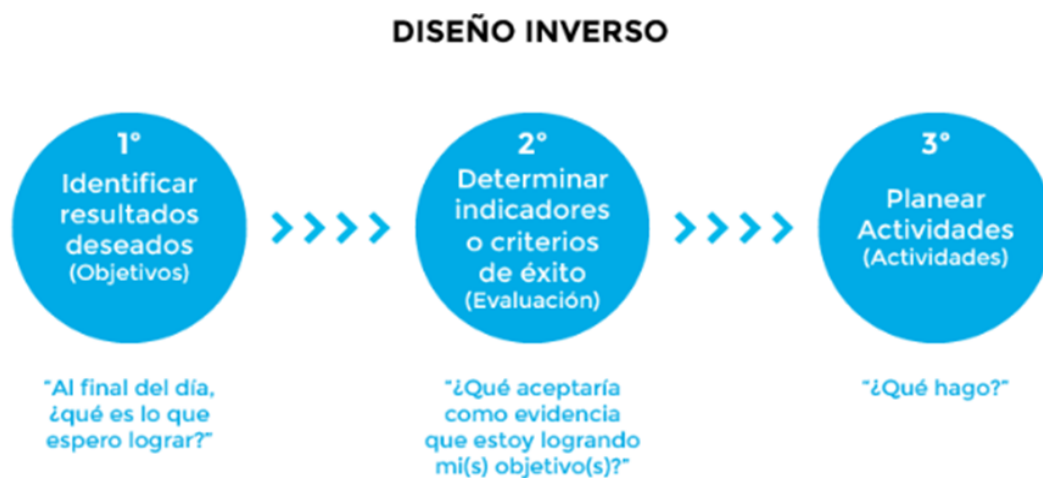 DISEÑO INVERSO
1°
Identificar
resultados
deseados
(Objetivos)
2°
Determinar
indicadores
o criterios
de éxito
(Evaluación)
3°
Planear
Actividades
(Actividades)
"Al final del día,
¿qué es lo que
espero lograr?"
"¿Qué aceptaría
como evidencia
que estoy logrando
mi(s) objetivo(s)?"
"¿Qué hago?"